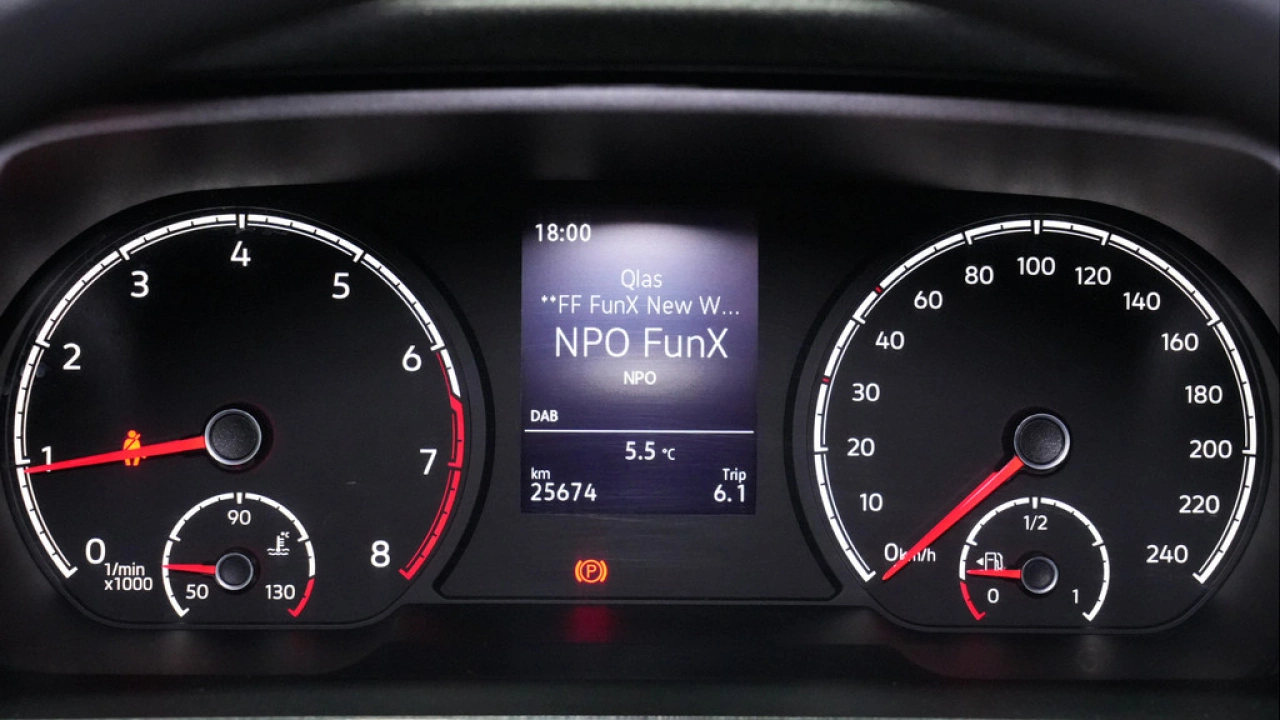 0
1
2
3
4
5
6
7
8
1/min
x1000
50
90
130
°C
18:00
Qlas
**FF FunX New W...
NPO FunX
NPO
DAB
5.5 °C
km
25674
Trip
6.1
(P)
0
10
20
30
40
60
80
100
120
140
160
180
200
220
240
km/h
0
1/2
1